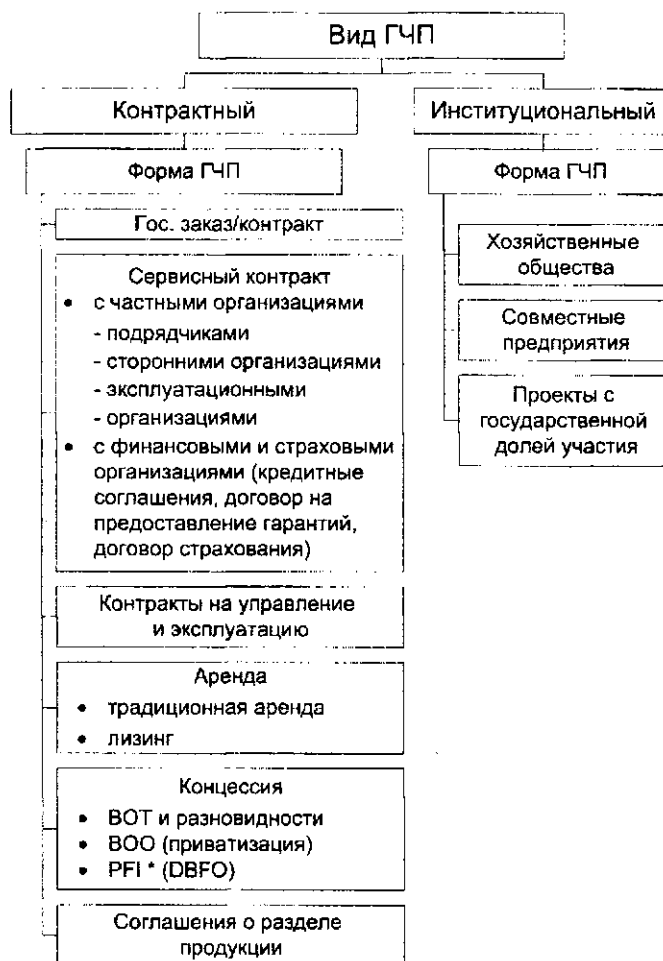 Вид ГЧП
Контрактный
Форма ГЧП
Гос. заказ/контракт
Сервисный контракт
• с частными организациями
- подрядчиками
- сторонними организациями
- эксплуатационными
- организациями
• с финансовыми и страховыми
организациями (кредитные
соглашения, договор на
предоставление гарантий,
договор страхования)
Контракты на управление
и эксплуатацию
Аренда
• традиционная аренда
• лизинг
Концессия
• BOT и разновидности
• BOO (приватизация)
• PFI * (DBFO)
Соглашения о разделе
продукции
Институциональный
Форма ГЧП
Хозяйственные
общества
Совместные
предприятия
Проекты с
государственной
долей участия